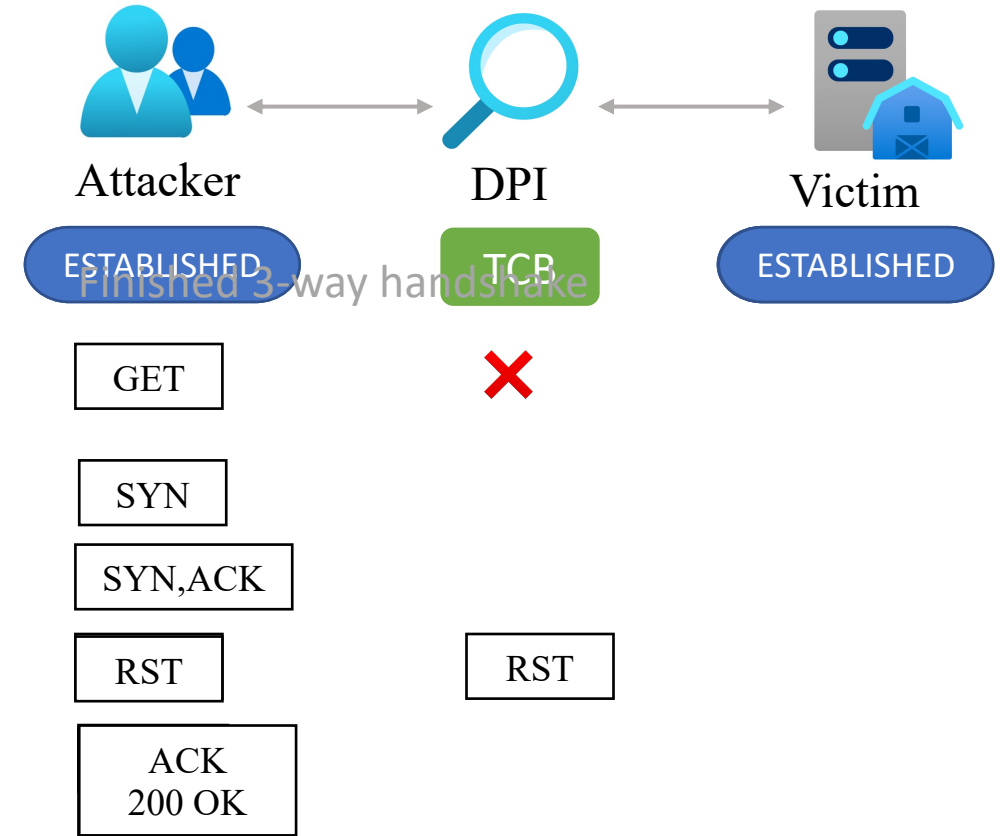 Attacker
DPI
Victim
ESTABLISHED
TCB
ESTABLISHED
Finished 3-way handshake
GET
SYN
SYN,ACK
RST
RST
ACK
200 OK